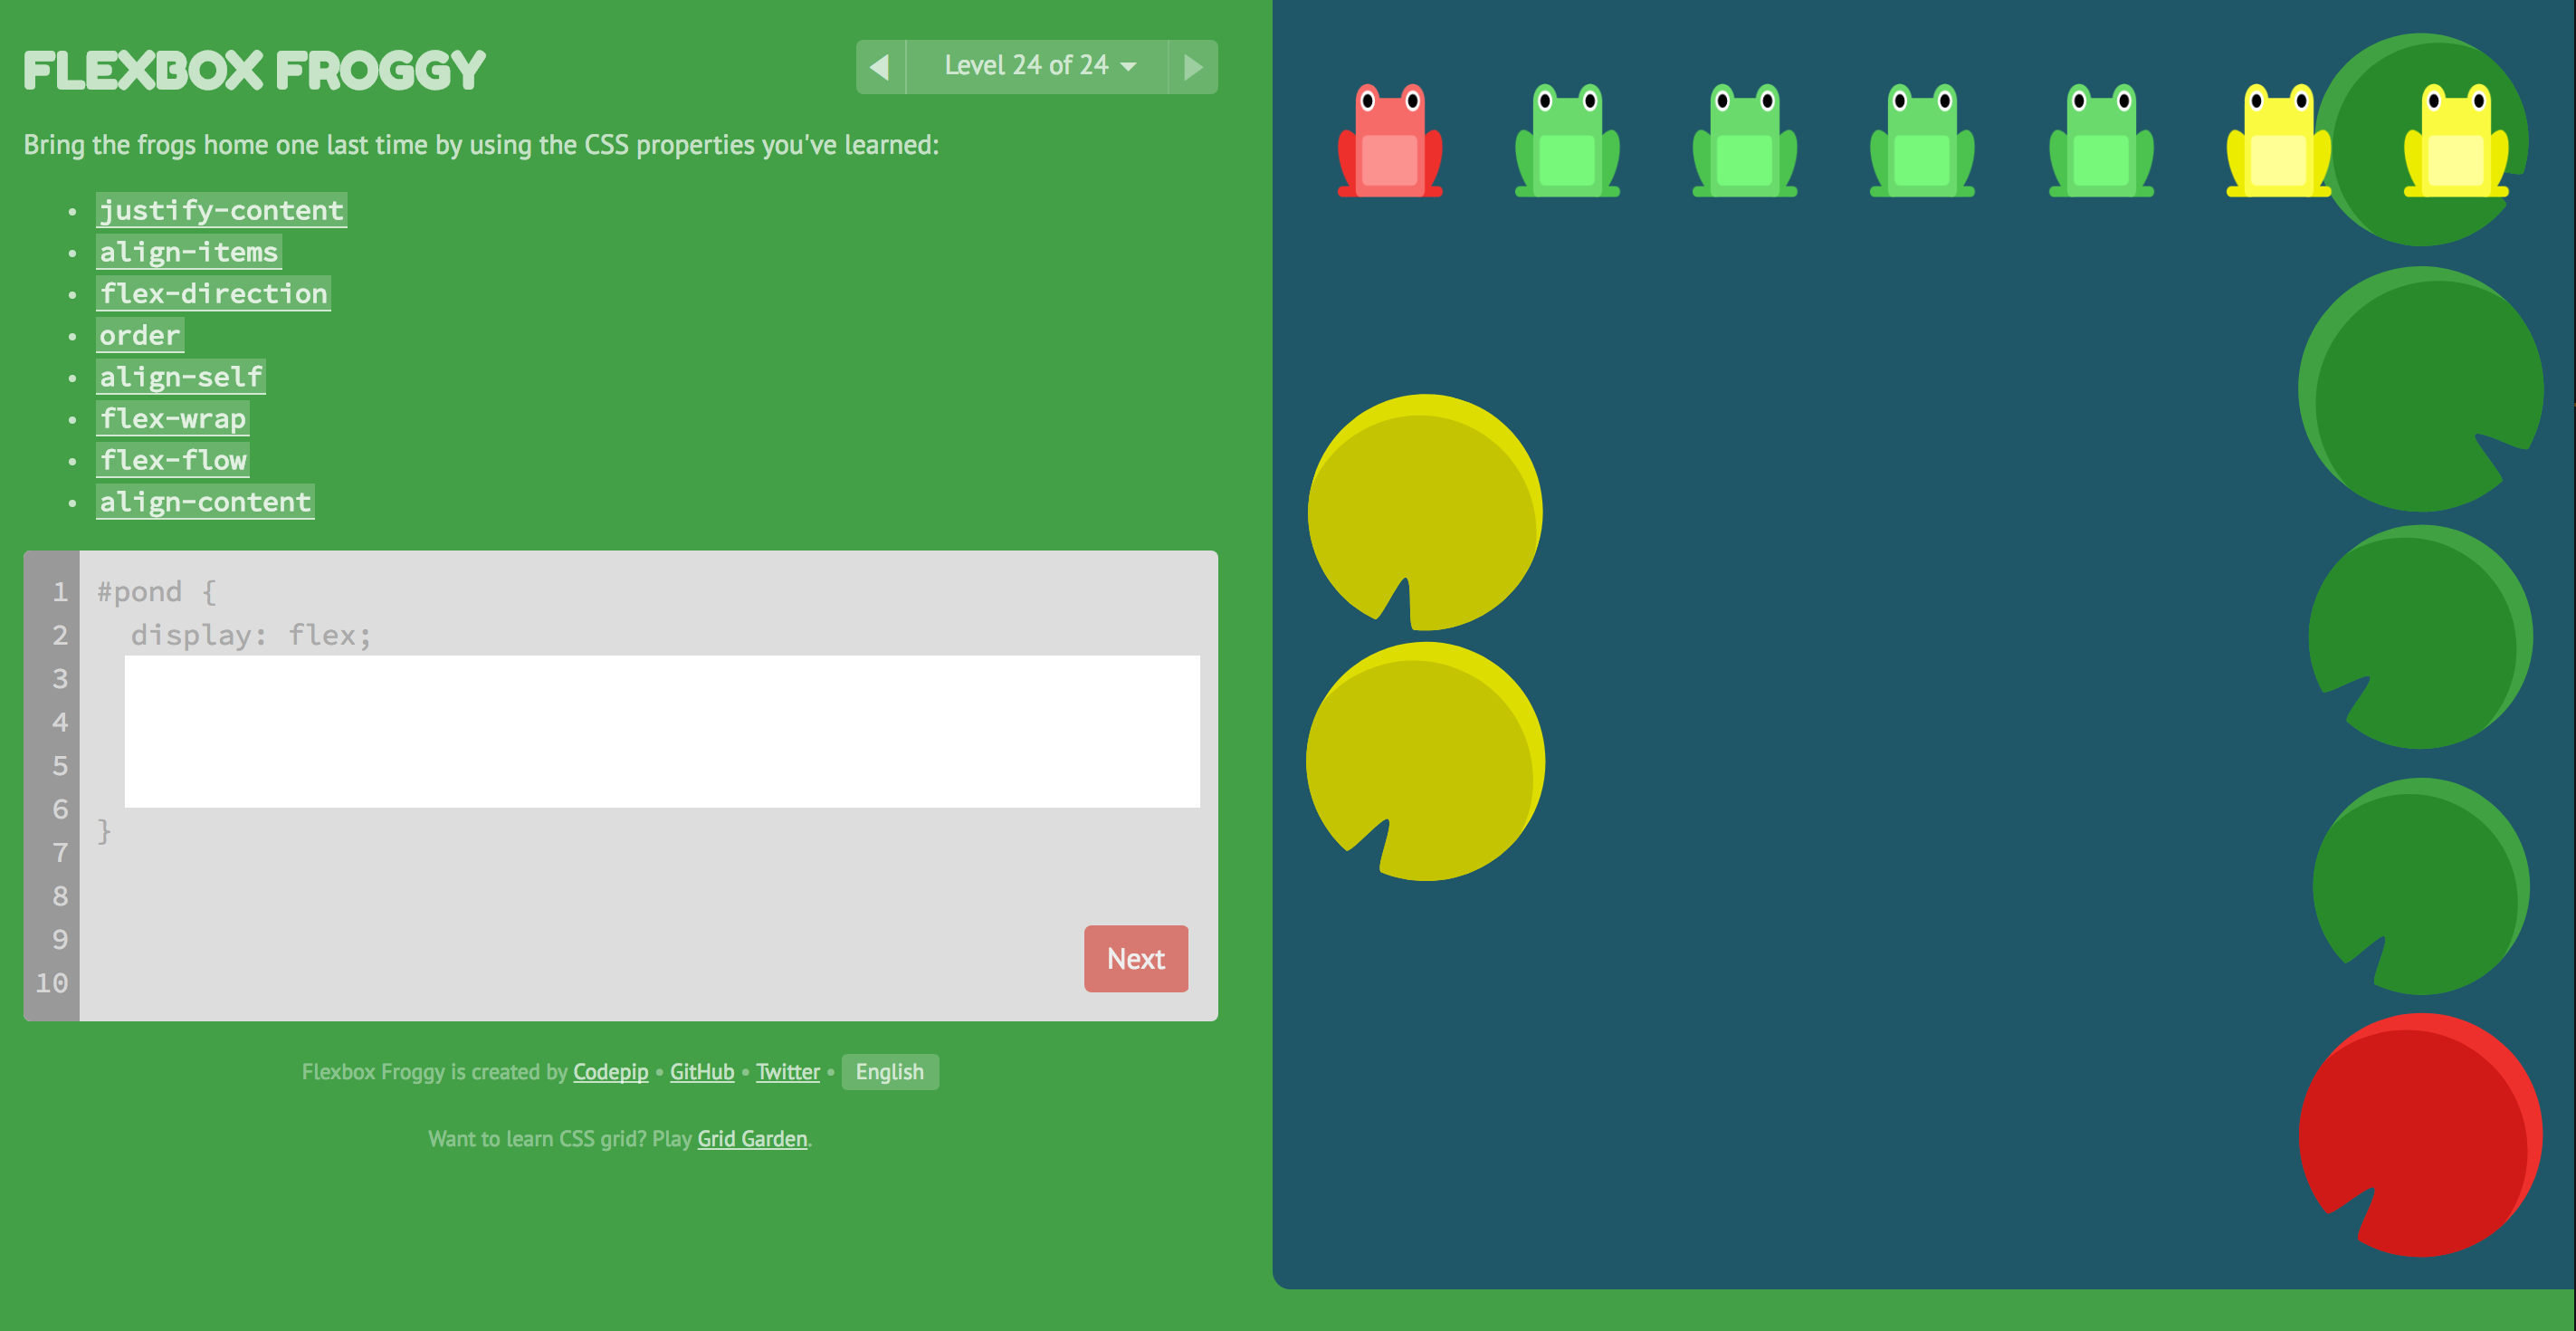 FLEXBOX FROGGY
Level 24 of 24
Bring the frogs home one last time by using the CSS properties you've learned:
• justify-content
• align-items
• flex-direction
• order
• align-self
• flex-wrap
• flex-flow
• align-content
1 #pond {
2 display: flex;
3
4
5
6
}
7
8
9
10
Next
Flexbox Froggy is created by Codepip • GitHub • Twitter • English
Want to learn CSS grid? Play Grid Garden.